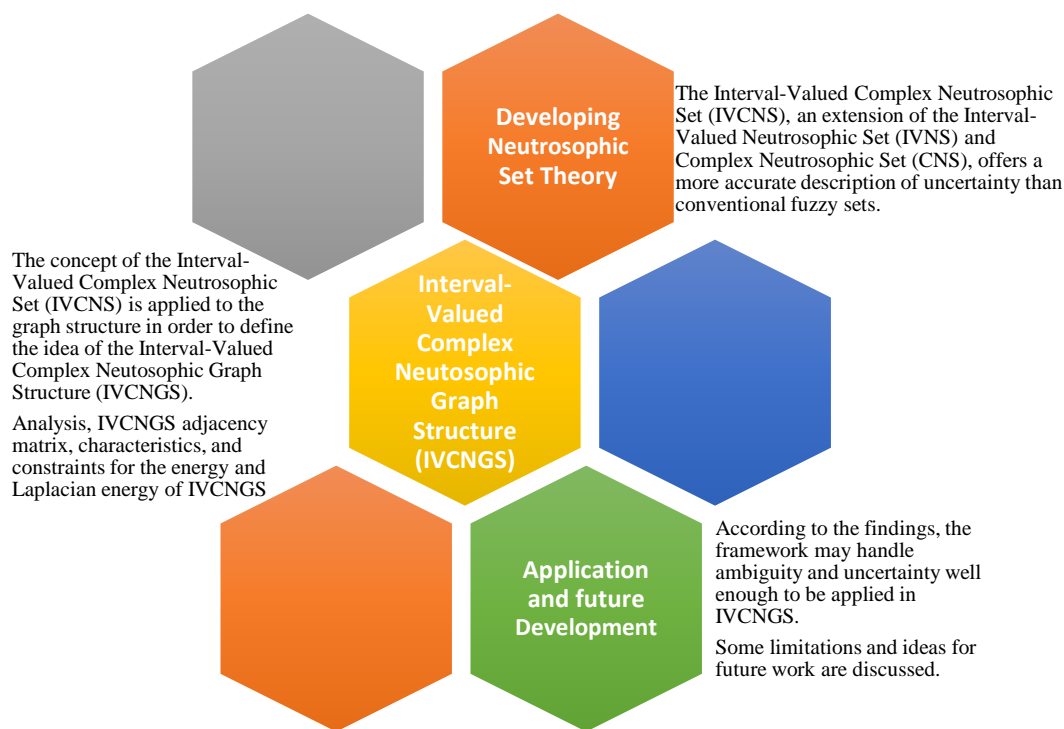 Developing
Neutrosophic
Set Theory
The Interval-Valued Complex Neutrosophic
Set (IVCNS), an extension of the Interval-
Valued Neutrosophic Set (IVNS) and
Complex Neutrosophic Set (CNS), offers a
more accurate description of uncertainty than
conventional fuzzy sets.
The concept of the Interval-
Valued Complex Neutrosophic
Set (IVCNS) is applied to the
graph structure in order to define
the idea of the Interval-Valued
Complex Neutosophic Graph
Structure (IVCNGS).
Analysis, IVCNGS adjacency
matrix, characteristics, and
constraints for the energy and
Laplacian energy of IVCNGS
Interval-
Valued
Complex
Neutosophic
Graph
Structure
(IVCNGS)
Application
and future
Development
According to the findings, the
framework may handle
ambiguity and uncertainty well
enough to be applied in
IVCNGS.
Some limitations and ideas for
future work are discussed.